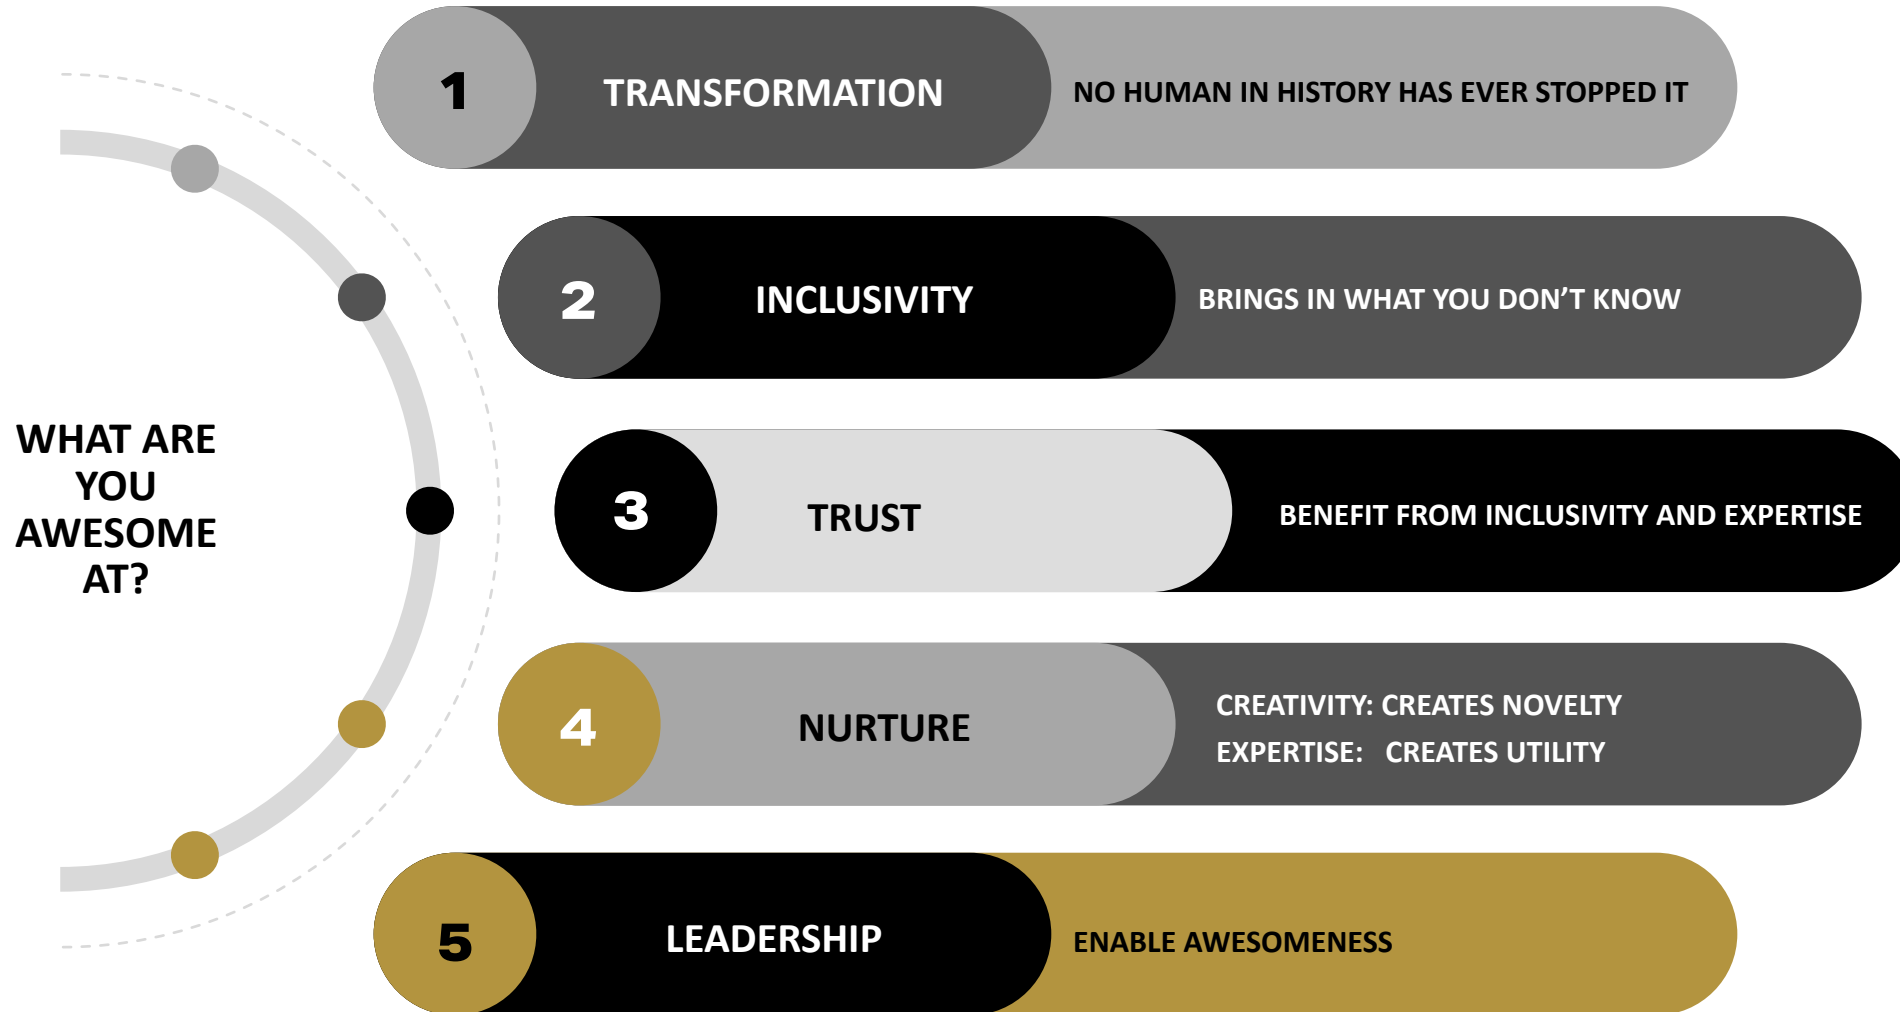 WHAT ARE
YOU
AWESOME
AT?
1
TRANSFORMATION
NO HUMAN IN HISTORY HAS EVER STOPPED IT
2
INCLUSIVITY
BRINGS IN WHAT YOU DON’T KNOW
3
TRUST
BENEFIT FROM INCLUSIVITY AND EXPERTISE
4
NURTURE
CREATIVITY: CREATES NOVELTY
EXPERTISE: CREATES UTILITY
5
LEADERSHIP
ENABLE AWESOMENESS